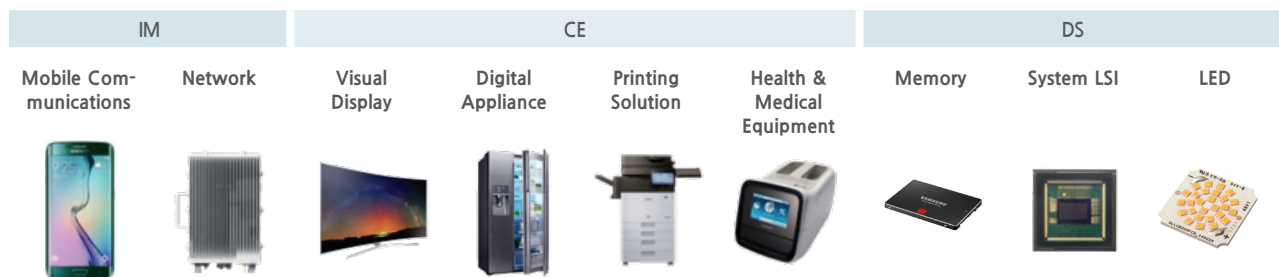 IM
CE
DS
Mobile Com-
munications
Network
Visual
Display
Digital
Appliance
Printing
Solution
Health &
Medical
Equipment
Memory
System LSI
LED
SAMSUNG